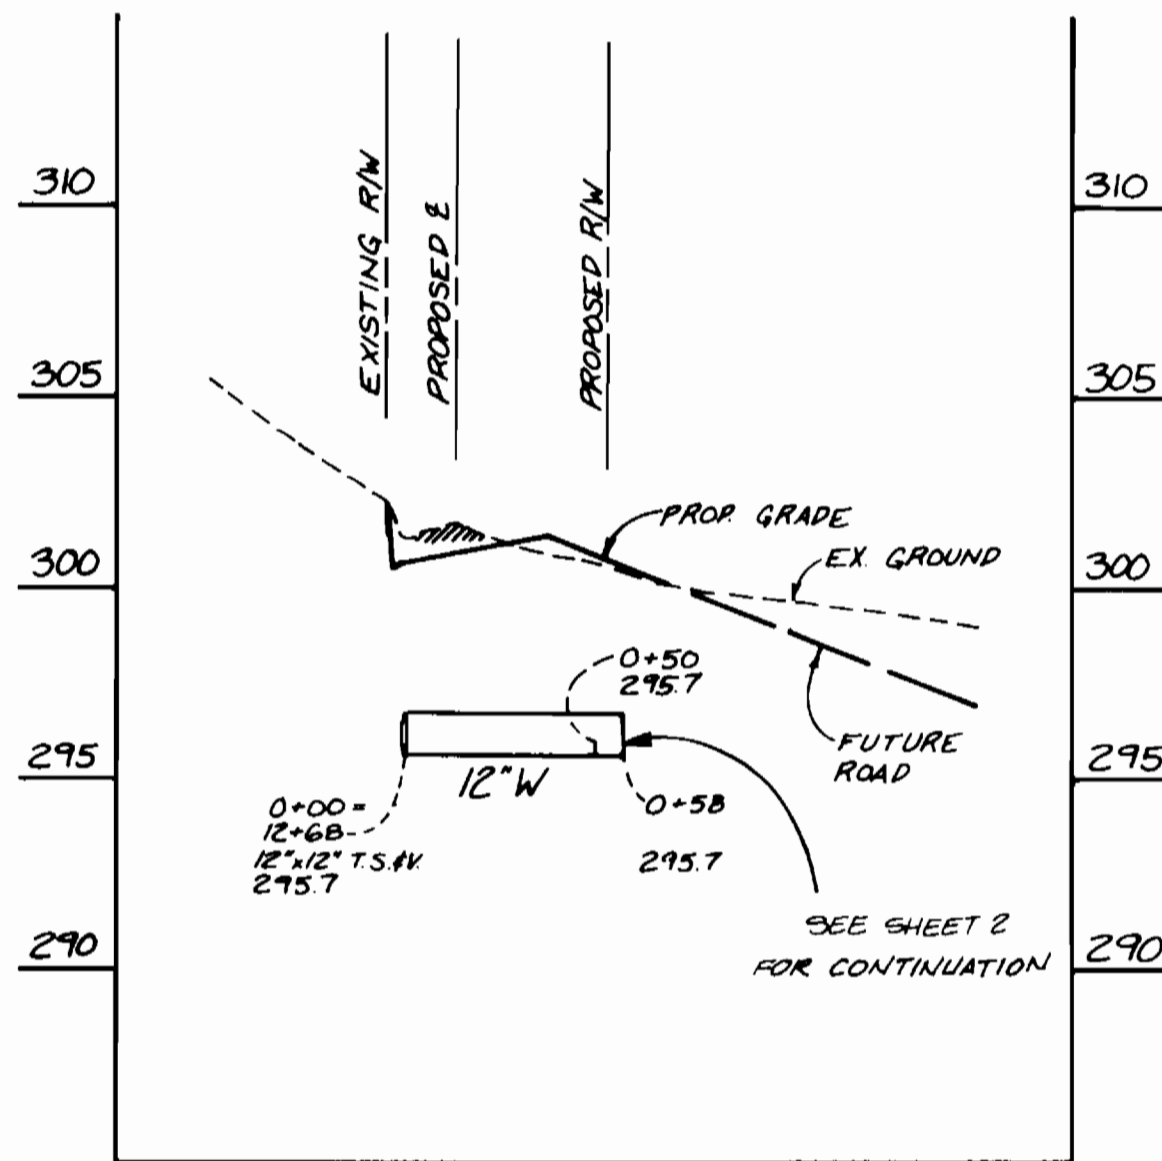 310
305
300
295
290
310
305
300
295
290
EXISTING R/W
PROPOSED ℄
PROPOSED R/W
PROP. GRADE
EX. GROUND
0+50
295.7
FUTURE
ROAD
12"W
0+00 =
12+68
12"x12" T.S.&V.
295.7
0+58
295.7
SEE SHEET 2
FOR CONTINUATION